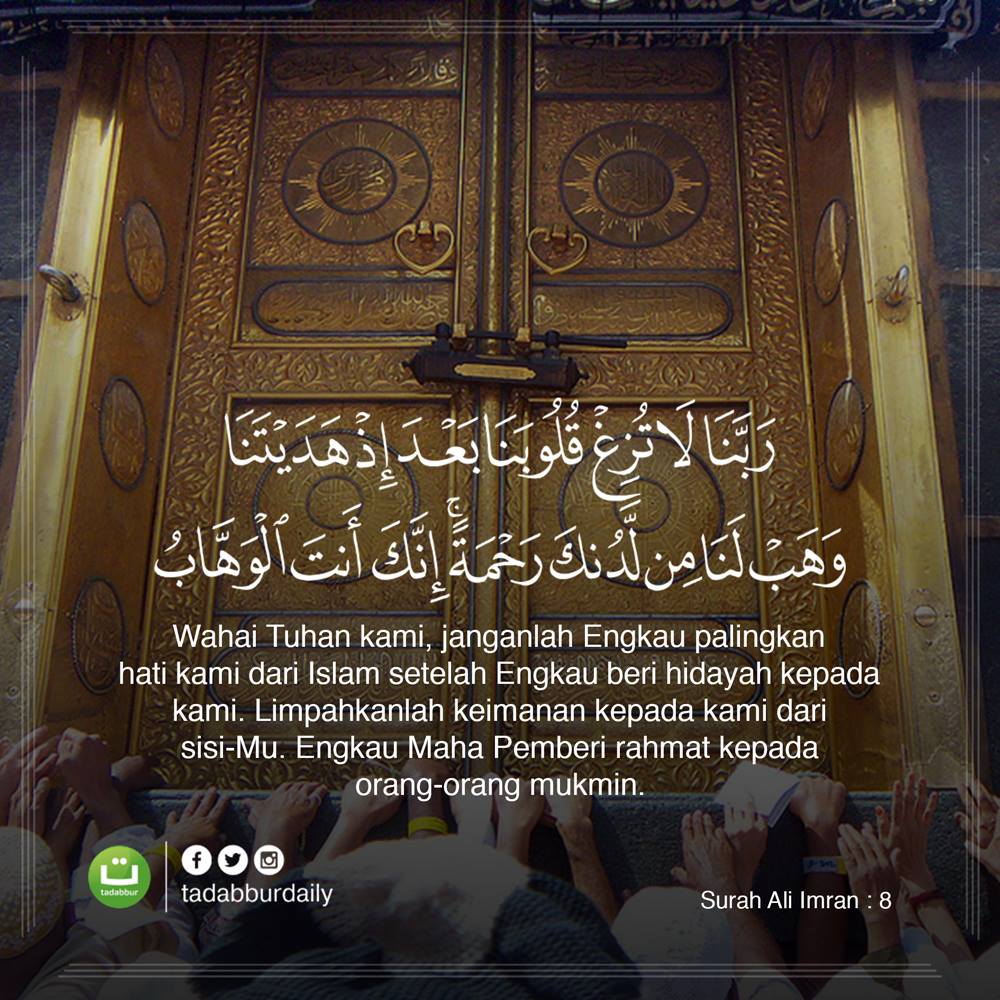 رَبَّنَا لَا تُزِغْ قُلُوبَنَا بَعْدَ إِذْ هَدَيْتَنَا
وَهَبْ لَنَا مِن لَّدُنكَ رَحْمَةً ۚ إِنَّكَ أَنتَ ٱلْوَهَّابُ
Wahai Tuhan kami, janganlah Engkau palingkan
hati kami dari Islam setelah Engkau beri hidayah kepada
kami. Limpahkanlah keimanan kepada kami dari
sisi-Mu. Engkau Maha Pemberi rahmat kepada
orang-orang mukmin.
ت
tadabbur
tadabburdaily
Surah Ali Imran : 8